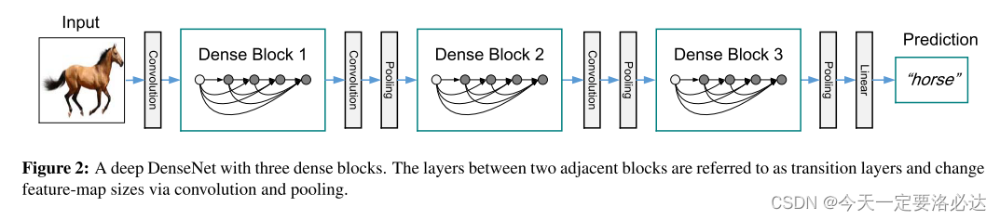 Input
Prediction
Convolution
Dense Block 1
Convolution
Pooling
Dense Block 2
Convolution
Pooling
Dense Block 3
Pooling
Linear
“horse”
Figure 2: A deep DenseNet with three dense blocks. The layers between two adjacent blocks are referred to as transition layers and change
feature-map sizes via convolution and pooling.
CSDN @今天一定要洛必达